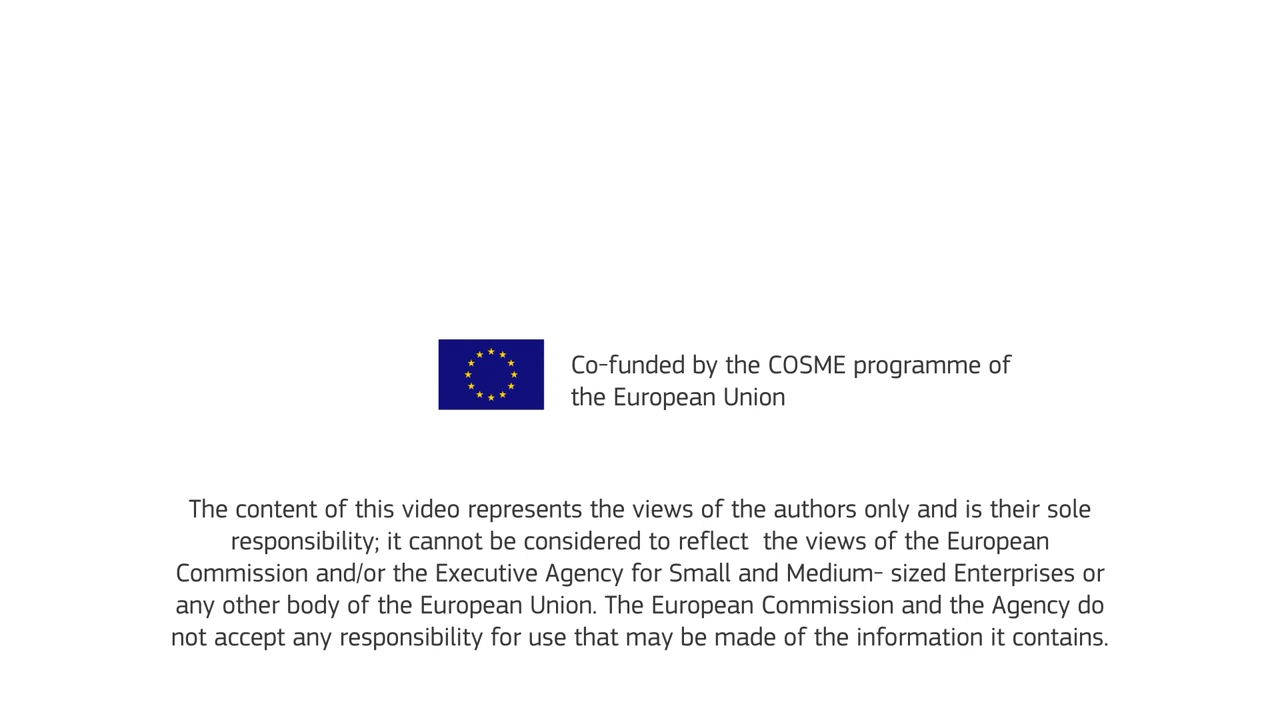 Co-funded by the COSME programme of
the European Union
The content of this video represents the views of the authors only and is their sole
responsibility; it cannot be considered to reflect  the views of the European
Commission and/or the Executive Agency for Small and Medium- sized Enterprises or
any other body of the European Union. The European Commission and the Agency do
not accept any responsibility for use that may be made of the information it contains.